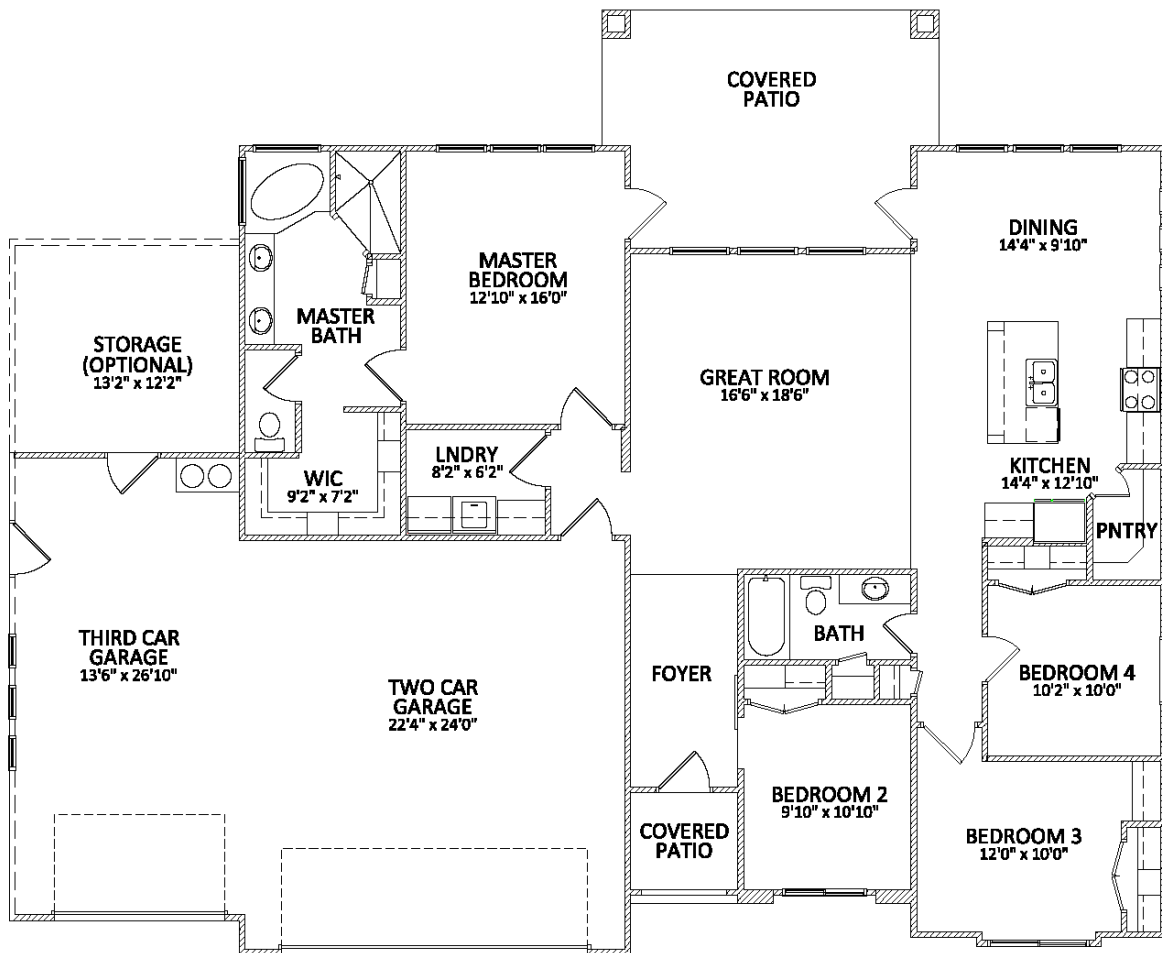 COVERED
PATIO
DINING
14'4" x 9'10"
MASTER
BEDROOM
12'10" x 16'0"
MASTER
BATH
STORAGE
(OPTIONAL)
13'2" x 12'2"
GREAT ROOM
16'6" x 18'6"
LNDRY
8'2" x 6'2"
WIC
9'2" x 7'2"
KITCHEN
14'4" x 12'10"
PNTRY
THIRD CAR
GARAGE
13'6" x 26'10"
TWO CAR
GARAGE
22'4" x 24'0"
FOYER
BATH
BEDROOM 4
10'2" x 10'0"
BEDROOM 2
9'10" x 10'10"
COVERED
PATIO
BEDROOM 3
12'0" x 10'0"